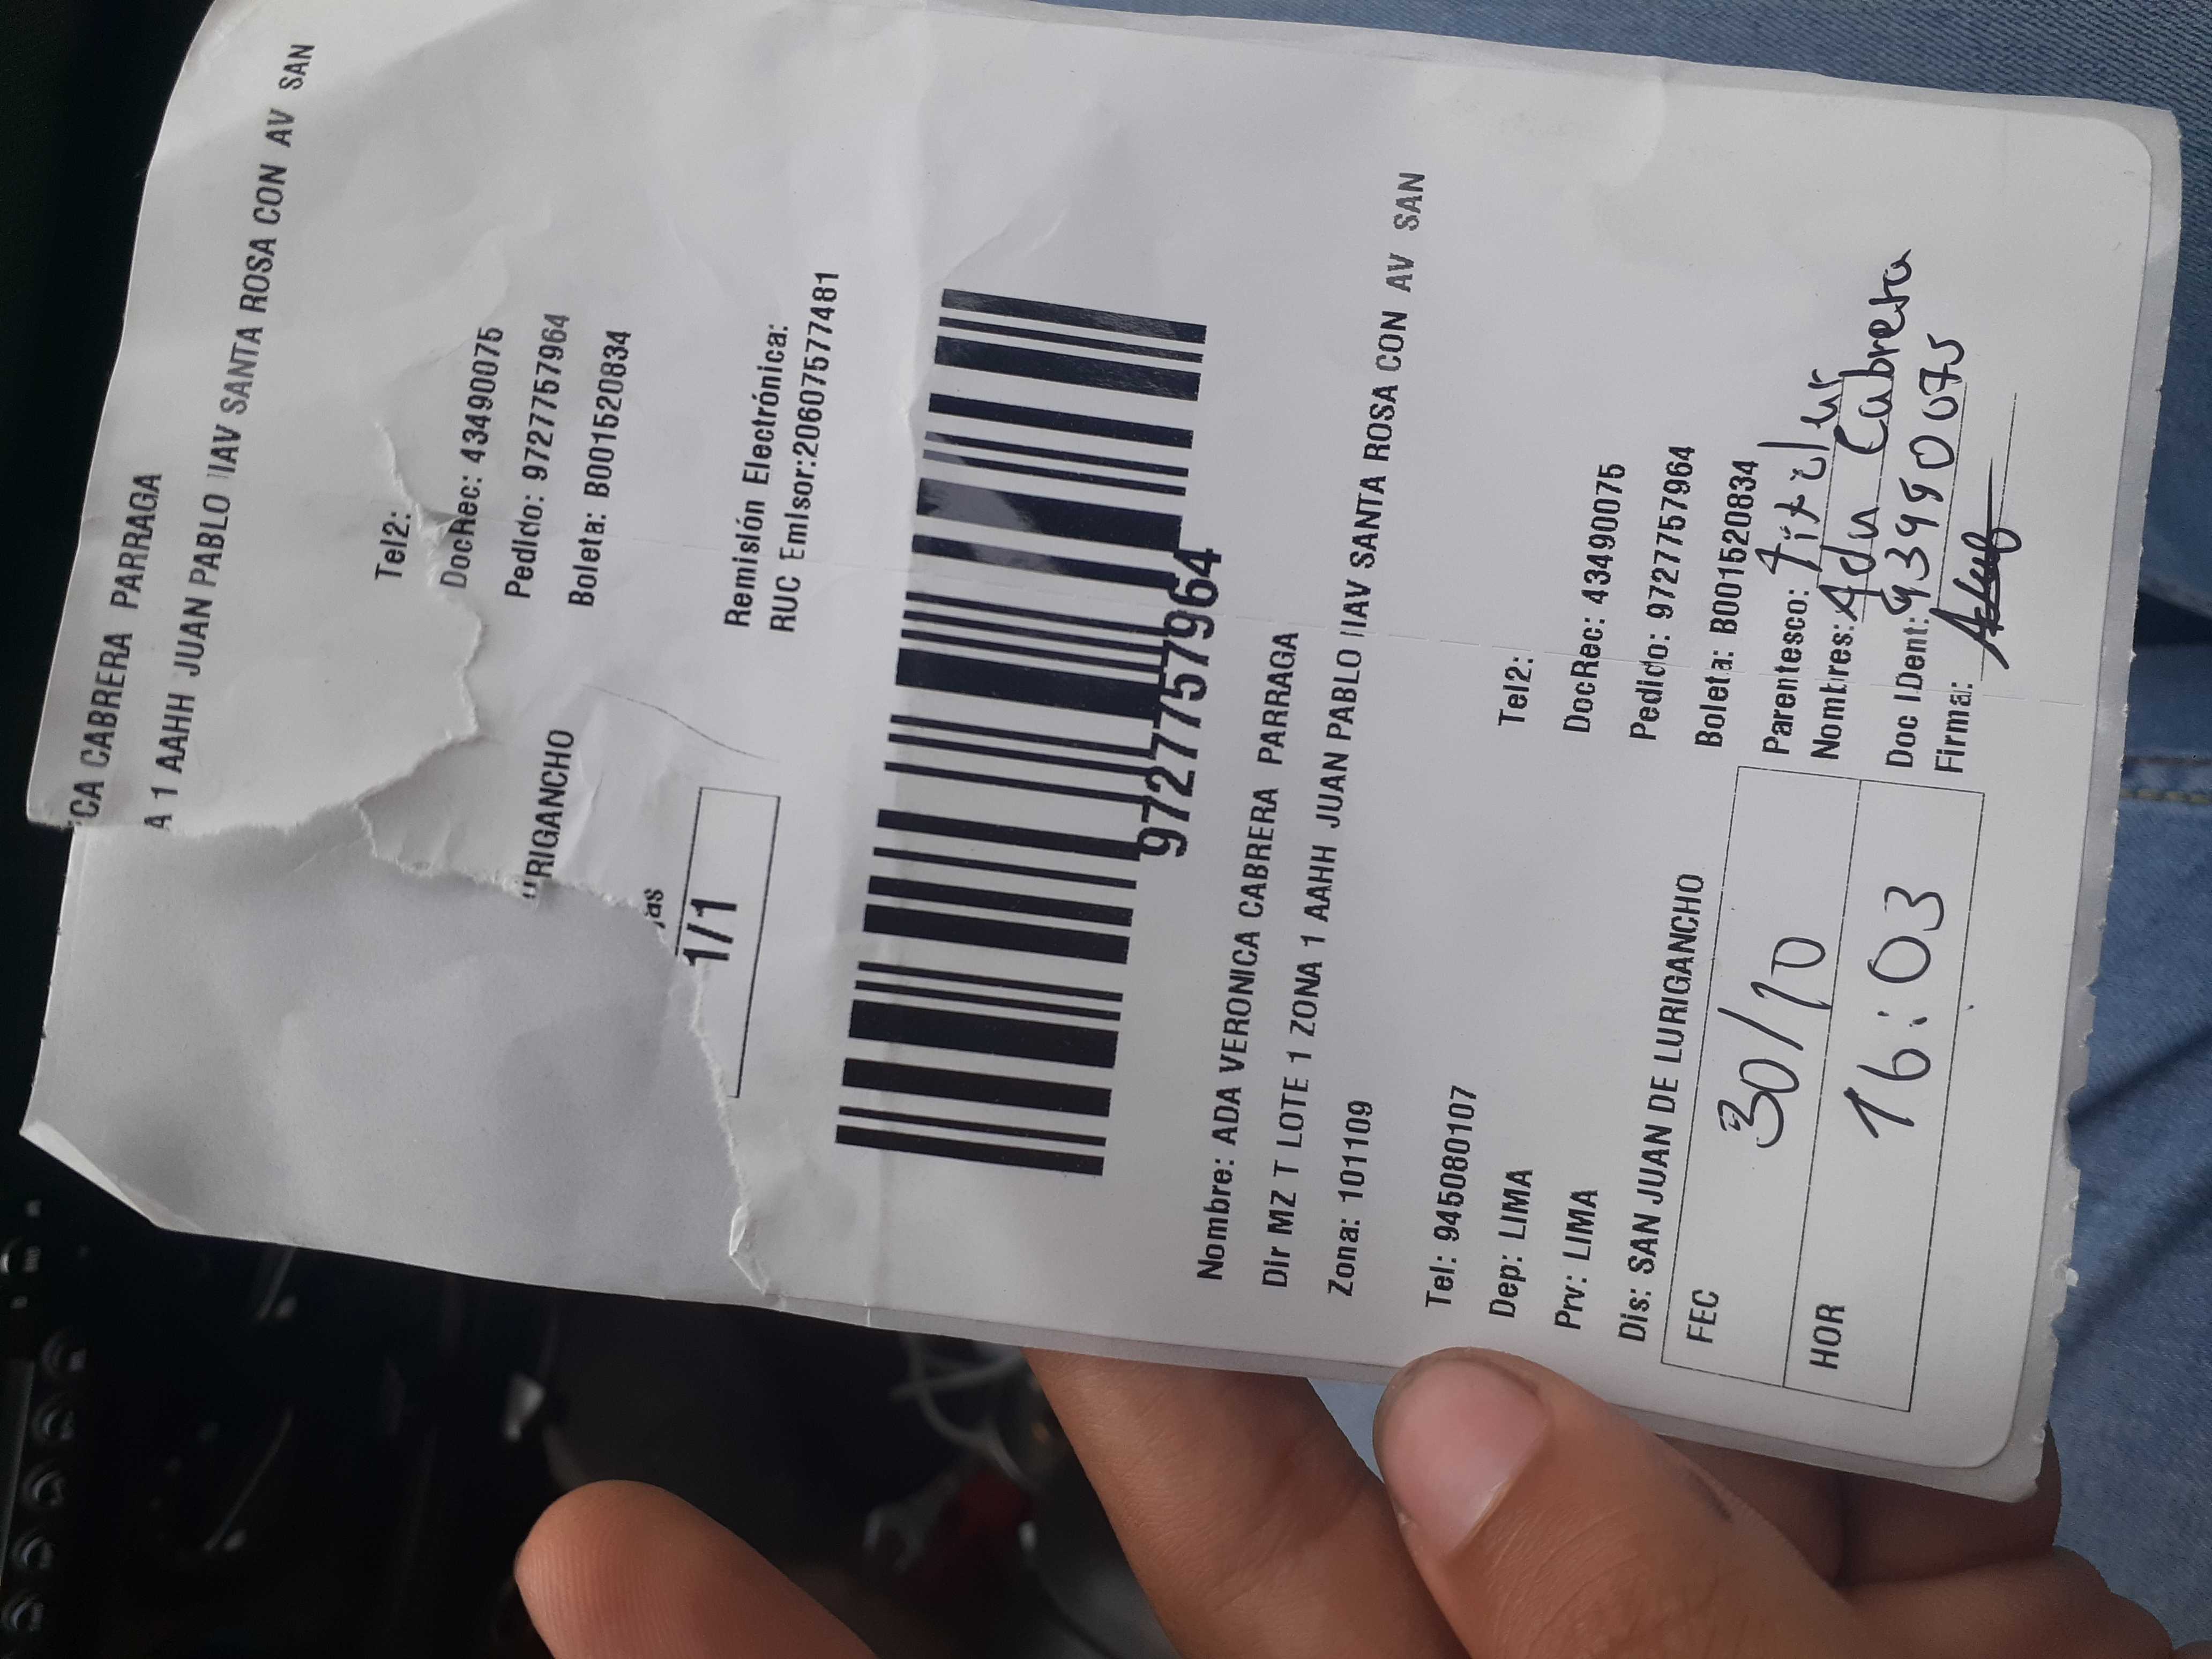 CA CABRERA PARRAGA
A 1 AAHH JUAN PABLO IIAV SANTA ROSA CON AV SAN
Tel2:
DocRec: 43490075
RIGANCHO
Pedido: 972775​7964
Boleta: B001520834
as
1/1
Remisión Electrónica:
RUC Emisor:20607577481
9727757964
Nombre: ADA VERONICA CABRERA PARRAGA
Dir MZ T LOTE 1 ZONA 1 AAHH JUAN PABLO IIAV SANTA ROSA CON AV SAN
Zona: 101109
Tel: 945080107
Tel2:
Dep: LIMA
DocRec: 43490075
Prv: LIMA
Pedido: 9727757964
Dis: SAN JUAN DE LURIGANCHO
Boleta: B001520834
FEC 30/10
Parentesco: Titular
Nombres: Ada Cabrera
HOR 16:03
Doc IDent: 43490075
Firma: